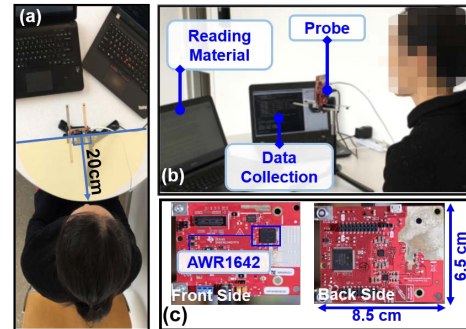 (a)
20cm
Reading
Material
Probe
Data
Collection
(b)
AWR1642
Front Side
Back Side
6.5 cm
8.5 cm
(c)